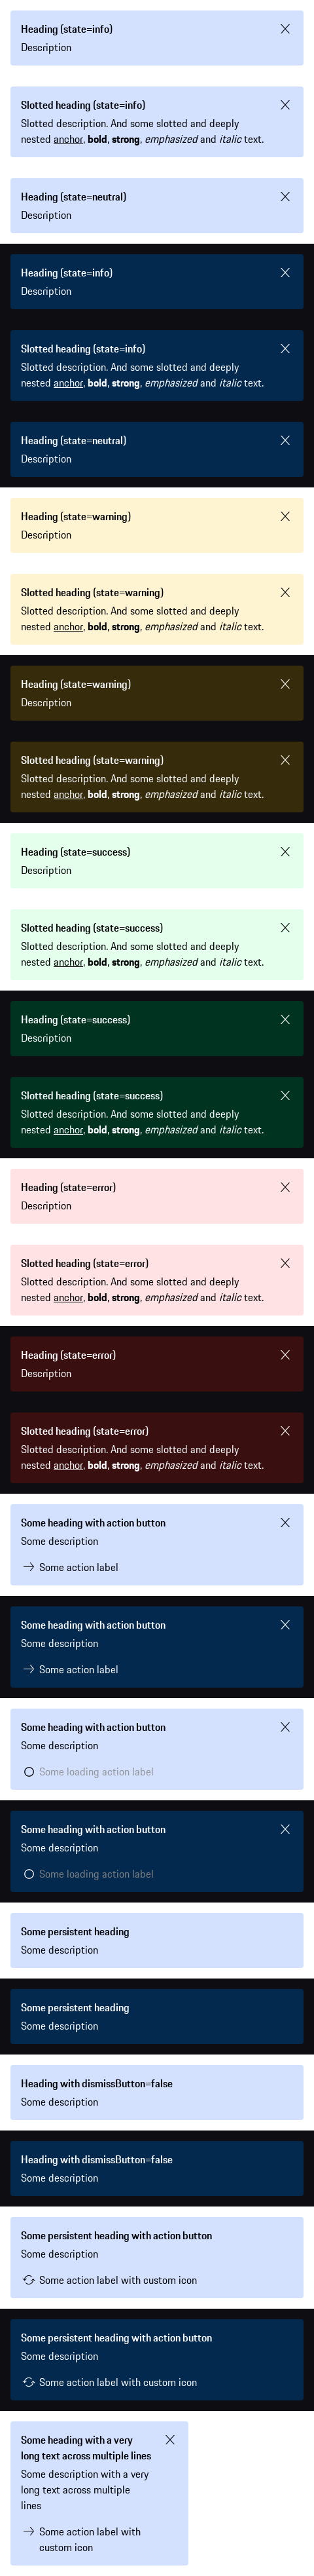 Heading (state=info)
Description
Slotted heading (state=info)
Slotted description. And some slotted and deeply
nested anchor, bold, strong, emphasized and italic text.
Heading (state=neutral)
Description
Heading (state=info)
Description
Slotted heading (state=info)
Slotted description. And some slotted and deeply
nested anchor, bold, strong, emphasized and italic text.
Heading (state=neutral)
Description
Heading (state=warning)
Description
Slotted heading (state=warning)
Slotted description. And some slotted and deeply
nested anchor, bold, strong, emphasized and italic text.
Heading (state=warning)
Description
Slotted heading (state=warning)
Slotted description. And some slotted and deeply
nested anchor, bold, strong, emphasized and italic text.
Heading (state=success)
Description
Slotted heading (state=success)
Slotted description. And some slotted and deeply
nested anchor, bold, strong, emphasized and italic text.
Heading (state=success)
Description
Slotted heading (state=success)
Slotted description. And some slotted and deeply
nested anchor, bold, strong, emphasized and italic text.
Heading (state=error)
Description
Slotted heading (state=error)
Slotted description. And some slotted and deeply
nested anchor, bold, strong, emphasized and italic text.
Heading (state=error)
Description
Slotted heading (state=error)
Slotted description. And some slotted and deeply
nested anchor, bold, strong, emphasized and italic text.
Some heading with action button
Some description
Some action label
Some heading with action button
Some description
Some action label
Some heading with action button
Some description
Some loading action label
Some heading with action button
Some description
Some loading action label
Some persistent heading
Some description
Some persistent heading
Some description
Heading with dismissButton=false
Some description
Heading with dismissButton=false
Some description
Some persistent heading with action button
Some description
Some action label with custom icon
Some persistent heading with action button
Some description
Some action label with custom icon
Some heading with a very
long text across multiple lines
Some description with a very
long text across multiple
lines
Some action label with
custom icon